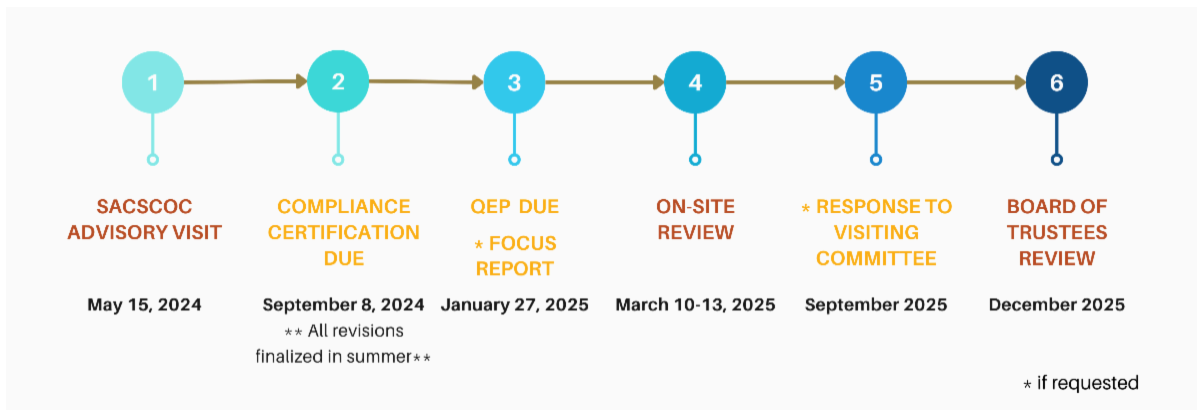 1
2
3
4
5
6
SACSCOC
ADVISORY VISIT
May 15, 2024
COMPLIANCE
CERTIFICATION
DUE
September 8, 2024
** All revisions
finalized in summer**
QEP DUE
* FOCUS
REPORT
January 27, 2025
ON-SITE
REVIEW
March 10-13, 2025
* RESPONSE TO
VISITING
COMMITTEE
September 2025
BOARD OF
TRUSTEES
REVIEW
December 2025
* if requested